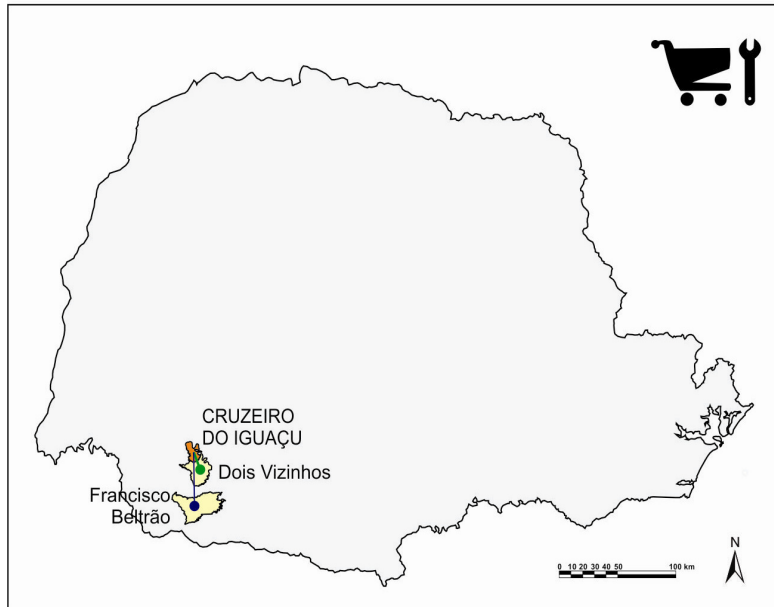 CRUZEIRO
DO IGUAÇU
Dois Vizinhos
Francisco
Beltrão
N
0 10 20 30 40 50 100 km